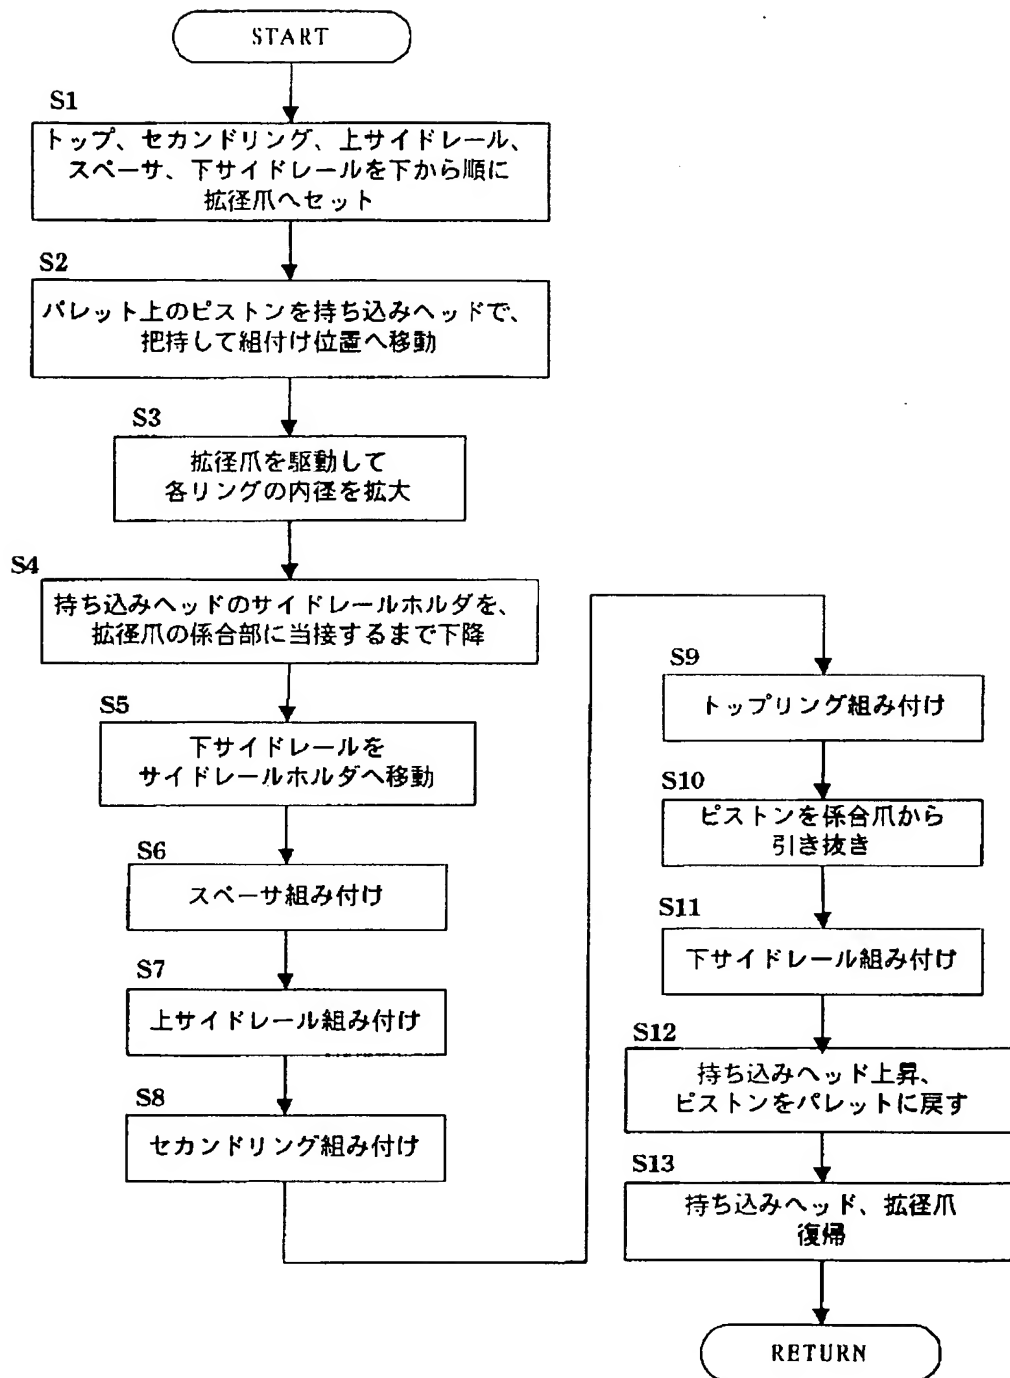 START
S1
トップ、セカンドリング、上サイドレール、
スペーサ、下サイドレールを下から順に
拡径爪へセット
S2
パレット上のピストンを持ち込みヘッドで、
把持して組付け位置へ移動
S3
拡径爪を駆動して
各リングの内径を拡大
S4
持ち込みヘッドのサイドレールホルダを、
拡径爪の係合部に当接するまで下降
S5
下サイドレールを
サイドレールホルダへ移動
S6
スペーサ組み付け
S7
上サイドレール組み付け
S8
セカンドリング組み付け
S9
トップリング組み付け
S10
ピストンを係合爪から
引き抜き
S11
下サイドレール組み付け
S12
持ち込みヘッド上昇、
ピストンをパレットに戻す
S13
持ち込みヘッド、拡径爪
復帰
RETURN